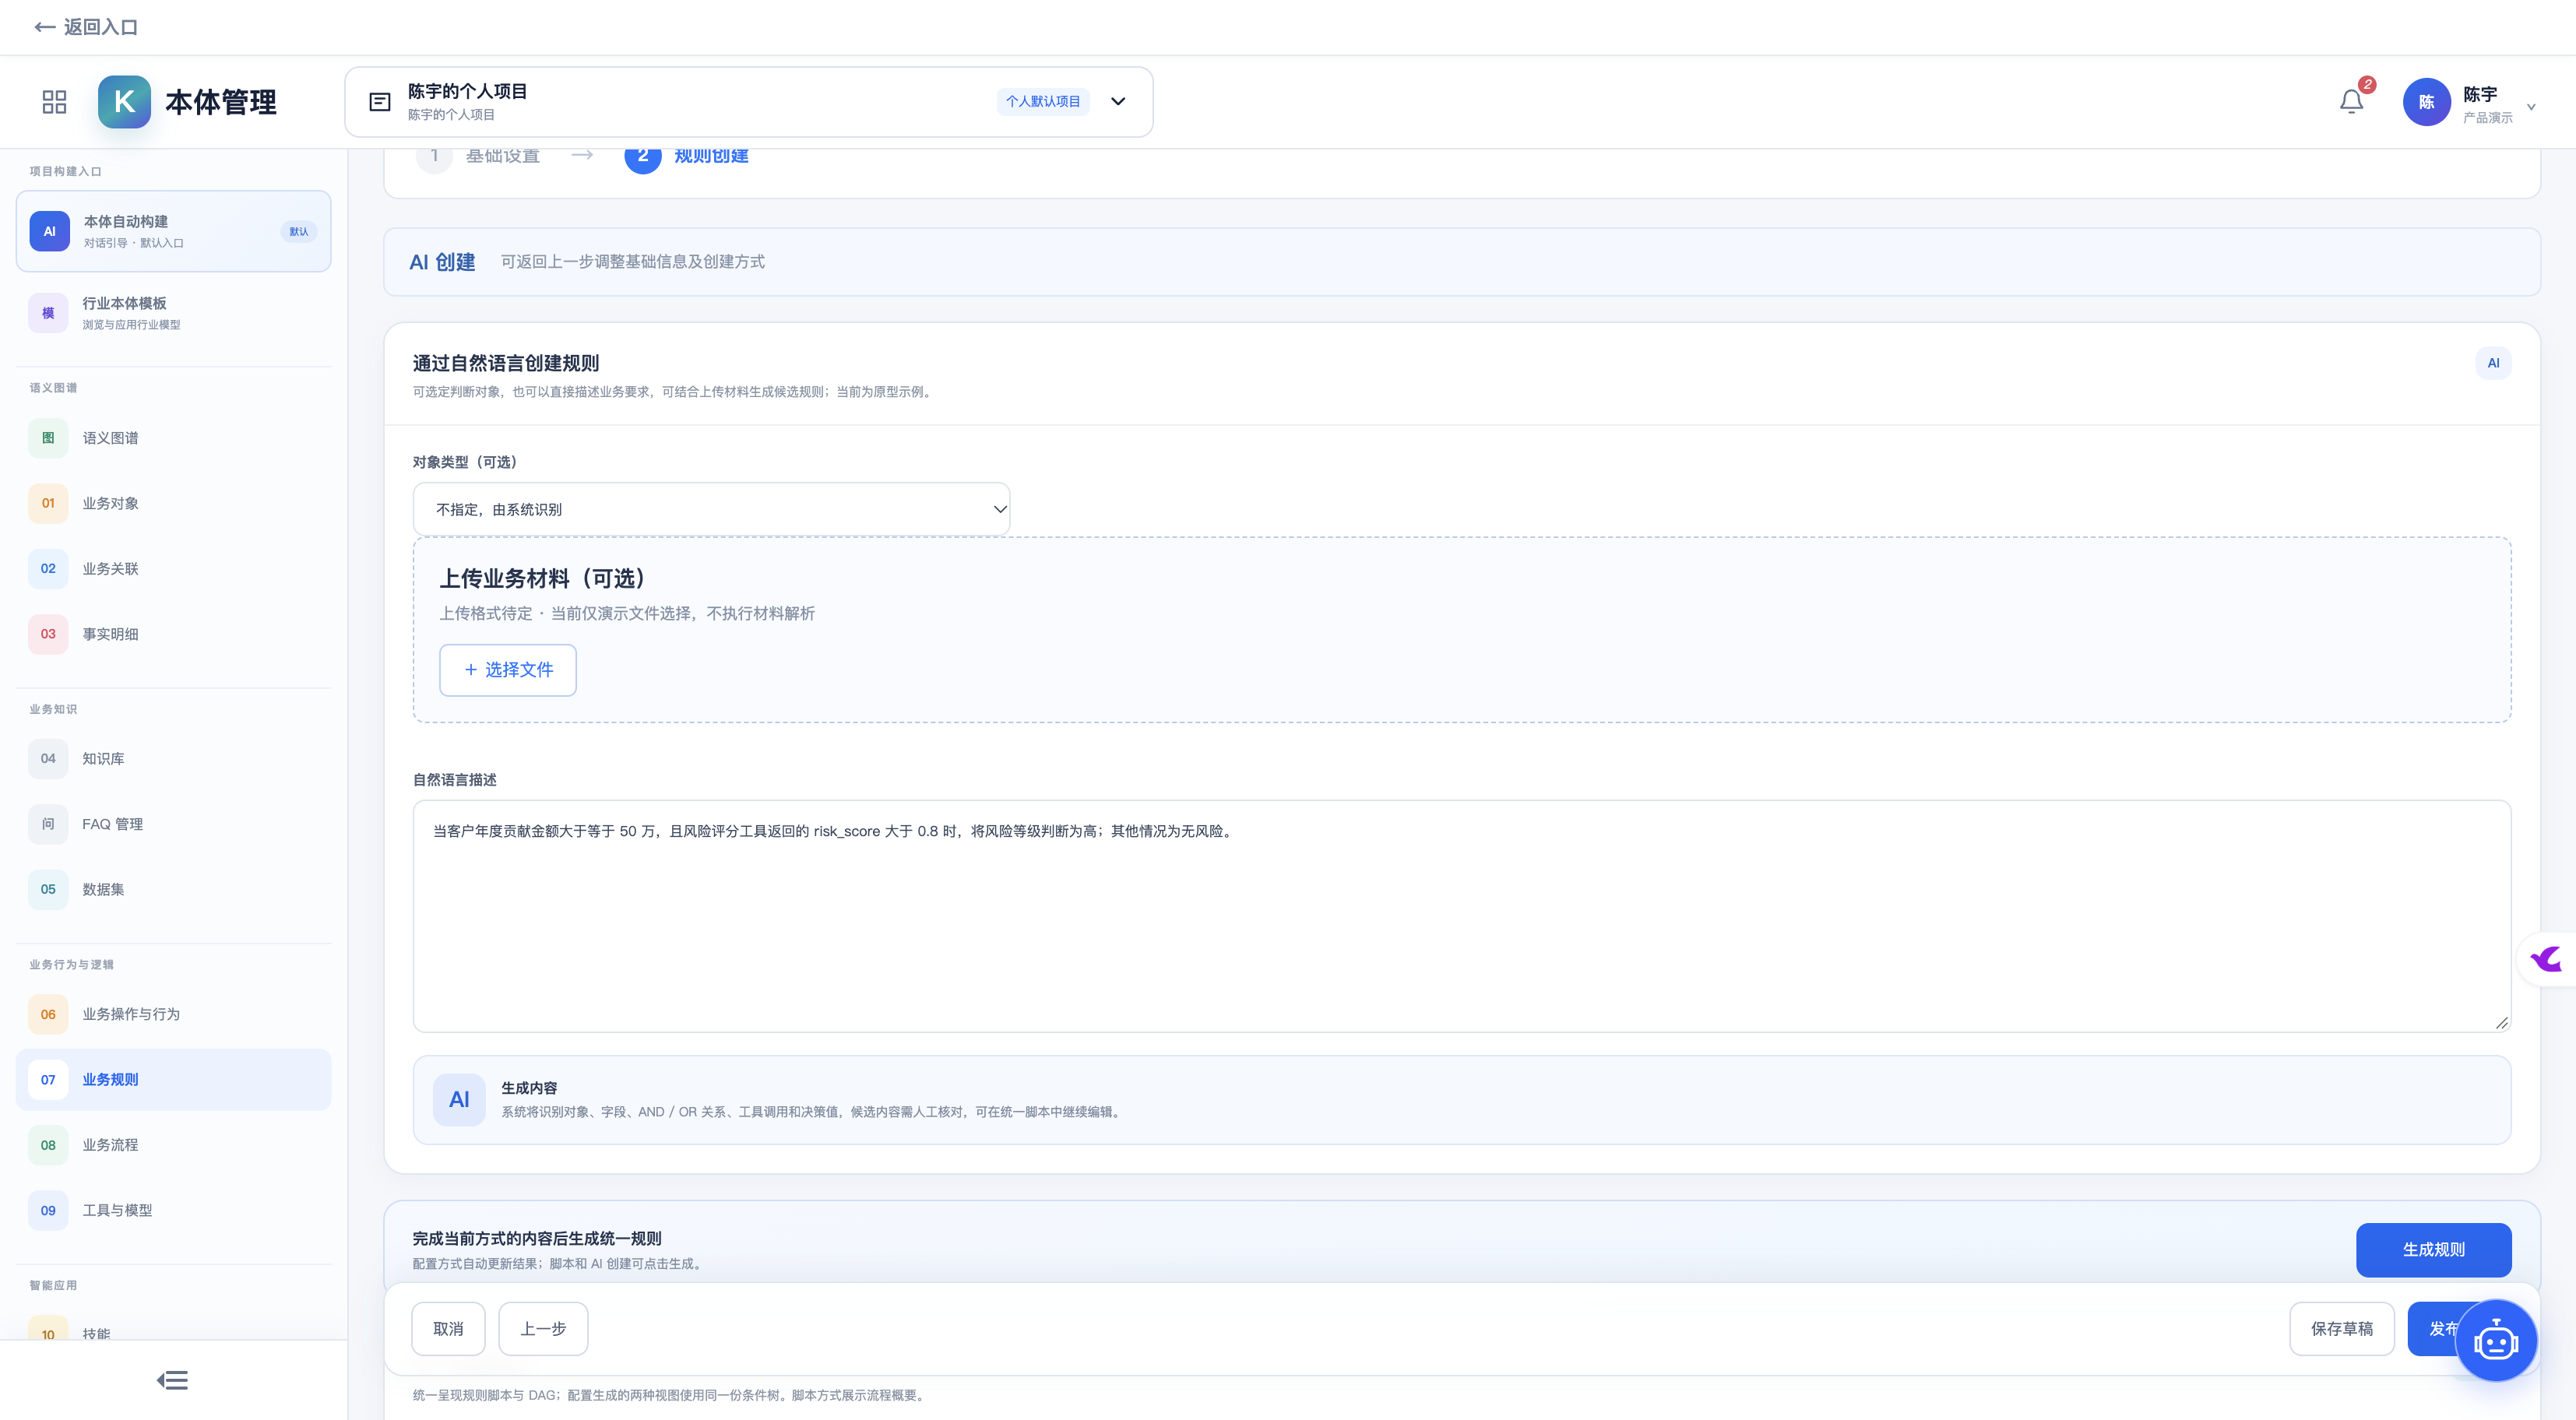 返回入口
K 本体管理
陈宇的个人项目
陈宇的个人项目
个人默认项目
2
陈
陈宇
产品演示
项目构建入口
AI
本体自动构建
对话引导 · 默认入口
默认
模
行业本体模板
浏览与应用行业模型
语义图谱
图 语义图谱
01 业务对象
02 业务关联
03 事实明细
业务知识
04 知识库
问 FAQ 管理
05 数据集
业务行为与逻辑
06 业务操作与行为
07 业务规则
08 业务流程
09 工具与模型
智能应用
10 技能
1 基础设置 → 2 规则创建
AI 创建 可返回上一步调整基础信息及创建方式
通过自然语言创建规则
可选定判断对象，也可以直接描述业务要求，可结合上传材料生成候选规则；当前为原型示例。
AI
对象类型（可选）
不指定，由系统识别
上传业务材料（可选）
上传格式待定 · 当前仅演示文件选择，不执行材料解析
+ 选择文件
自然语言描述
当客户年度贡献金额大于等于 50 万，且风险评分工具返回的 risk_score 大于 0.8 时，将风险等级判断为高；其他情况为无风险。
AI
生成内容
系统将识别对象、字段、AND / OR 关系、工具调用和决策值，候选内容需人工核对，可在统一脚本中继续编辑。
完成当前方式的内容后生成统一规则
配置方式自动更新结果；脚本和 AI 创建可点击生成。
生成规则
取消 上一步 保存草稿 发布
统一呈现规则脚本与 DAG；配置生成的两种视图使用同一份条件树。脚本方式展示流程概要。